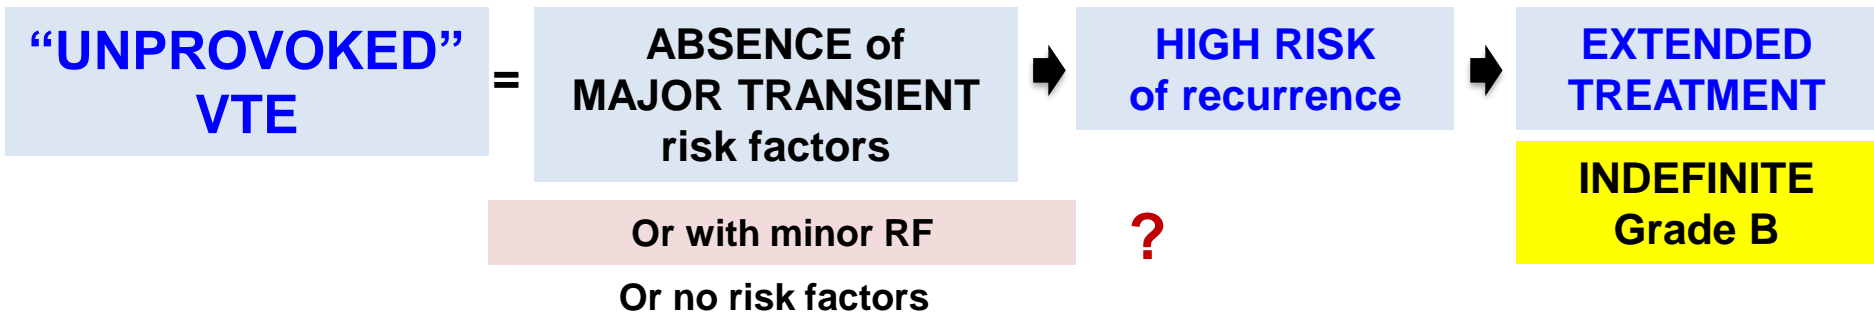 “UNPROVOKED”
VTE
=
ABSENCE of
MAJOR TRANSIENT
risk factors
HIGH RISK
of recurrence
EXTENDED
TREATMENT
INDEFINITE
Grade B
Or with minor RF
?
Or no risk factors